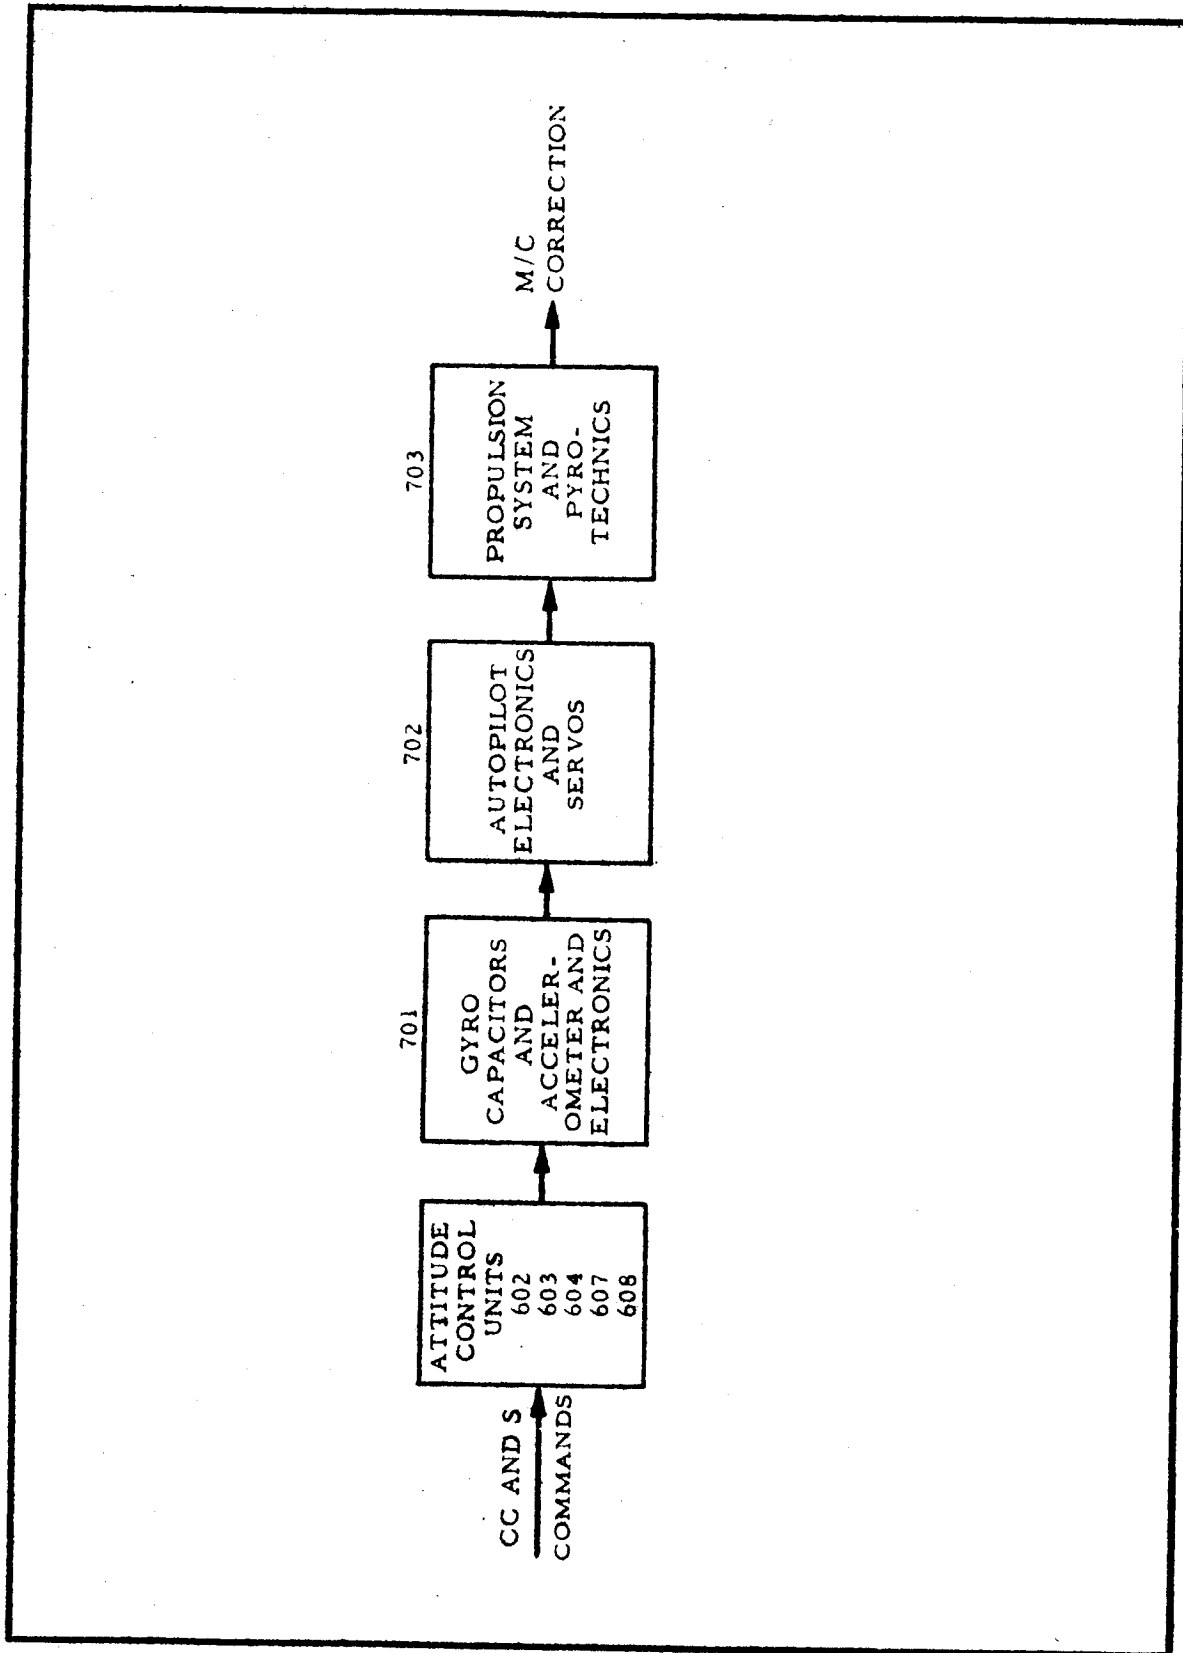 CC AND S
COMMANDS
ATTITUDE
CONTROL
UNITS
602
603
604
607
608
701
GYRO
CAPACITORS
AND
ACCELER-
OMETER AND
ELECTRONICS
702
AUTOPILOT
ELECTRONICS
AND
SERVOS
703
PROPULSION
SYSTEM
AND
PYRO-
TECHNICS
M/C
CORRECTION